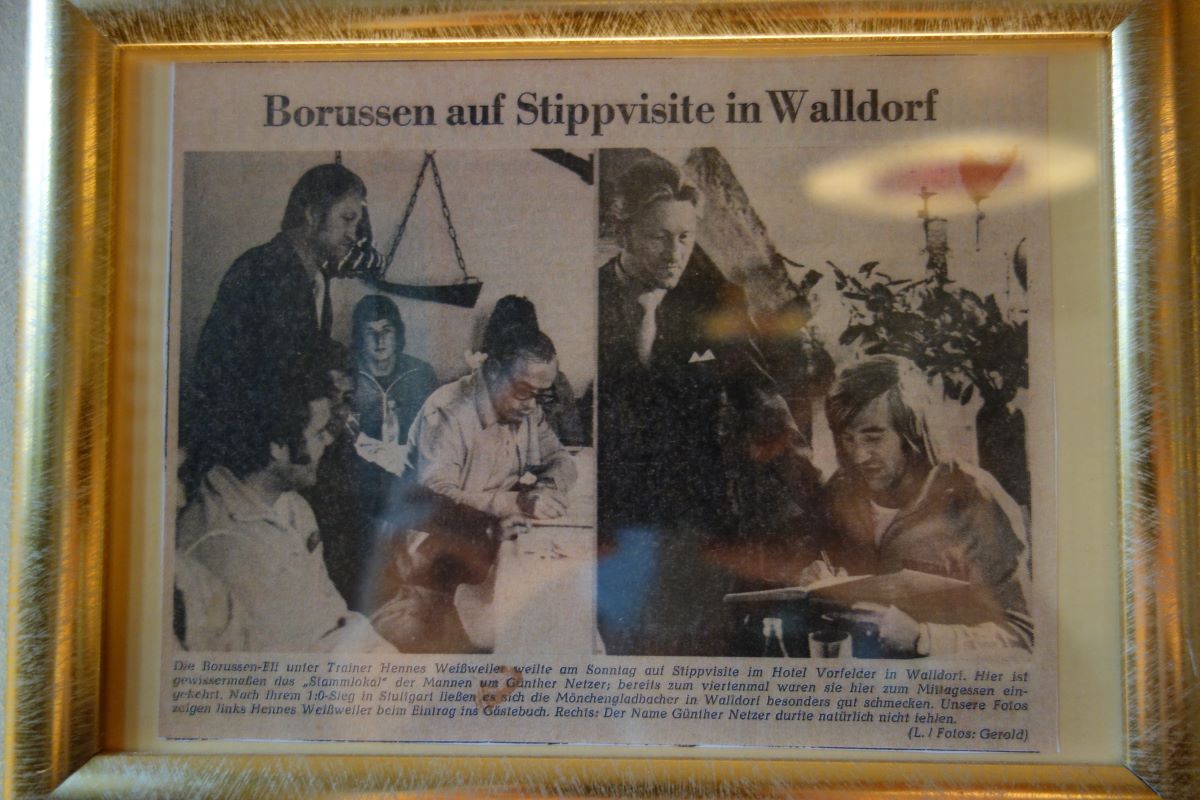 Borussen auf Stippvisite in Walldorf
Die Borussen-Elf unter Trainer Hennes Weißweiler weilte am Sonntag auf Stippvisite im Hotel Vorfelder in Walldorf. Hier ist
gewissermaßen das „Stammlokal“ der Mannen um Günther Netzer; bereits zum viertenmal waren sie hier zum Mittagessen ein-
gekehrt. Nach ihrem 1:0-Sieg in Stuttgart ließen es sich die Mönchengladbacher in Walldorf besonders gut schmecken. Unsere Fotos
zeigen links Hennes Weißweiler beim Eintrag ins Gästebuch. Rechts: Der Name Günther Netzer durfte natürlich nicht fehlen.
(L. / Fotos: Gerold)